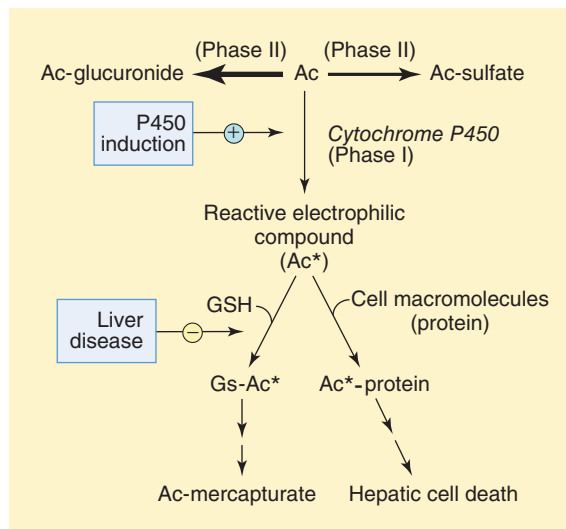 (Phase II) (Phase II)
Ac-glucuronide Ac Ac-sulfate
P450
induction
+
Cytochrome P450
(Phase I)
Reactive electrophilic
compound
(Ac*)
GSH
Cell macromolecules
(protein)
Liver
disease
−
Gs-Ac* Ac*-protein
Ac-mercapturate Hepatic cell death